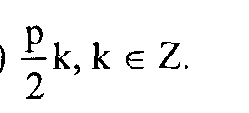 ) p/2 k, k ∈ Z.